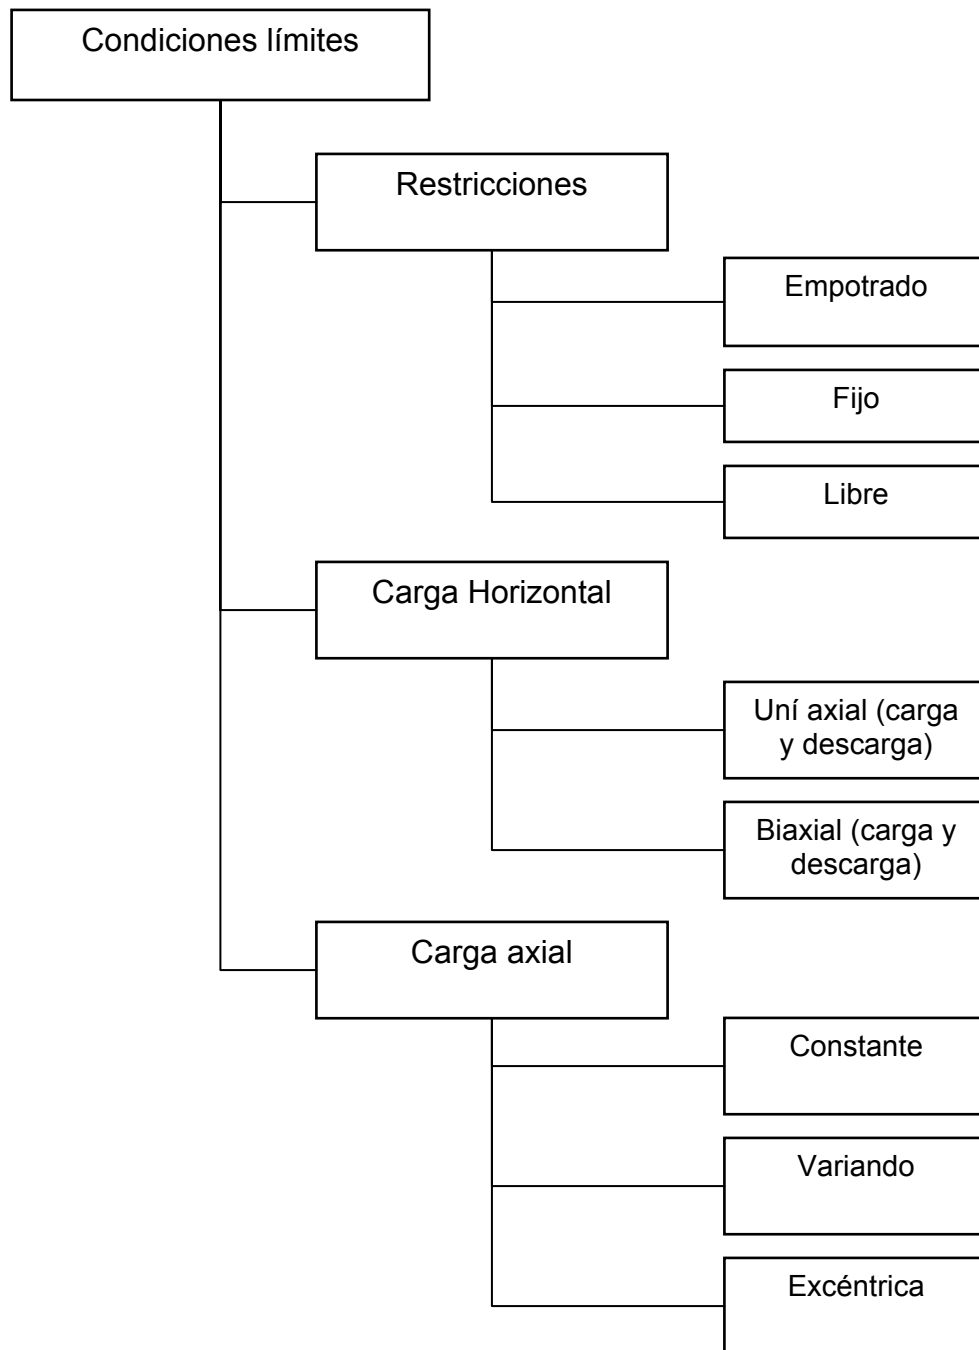 Condiciones límites
Restricciones
Empotrado
Fijo
Libre
Carga Horizontal
Uní axial (carga
y descarga)
Biaxial (carga y
descarga)
Carga axial
Constante
Variando
Excéntrica